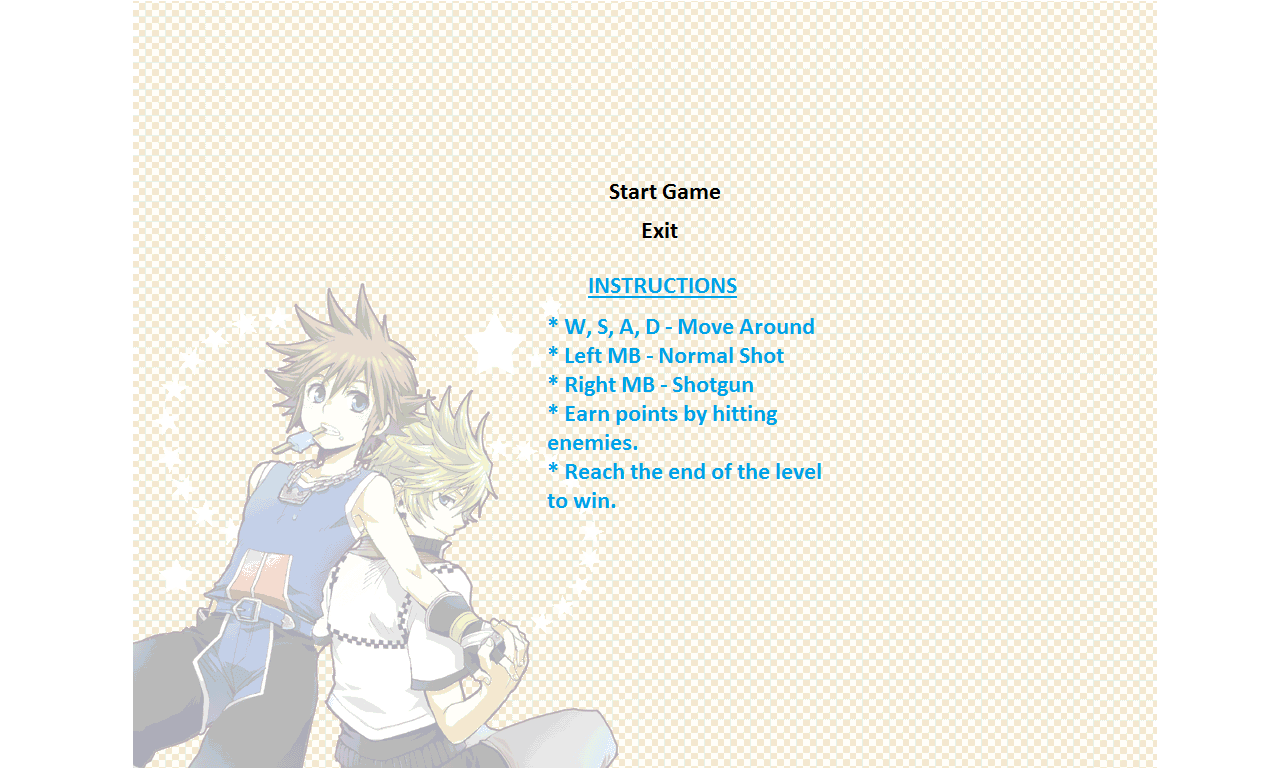 Start Game
Exit
INSTRUCTIONS
* W, S, A, D - Move Around
* Left MB - Normal Shot
* Right MB - Shotgun
* Earn points by hitting
enemies.
* Reach the end of the level
to win.